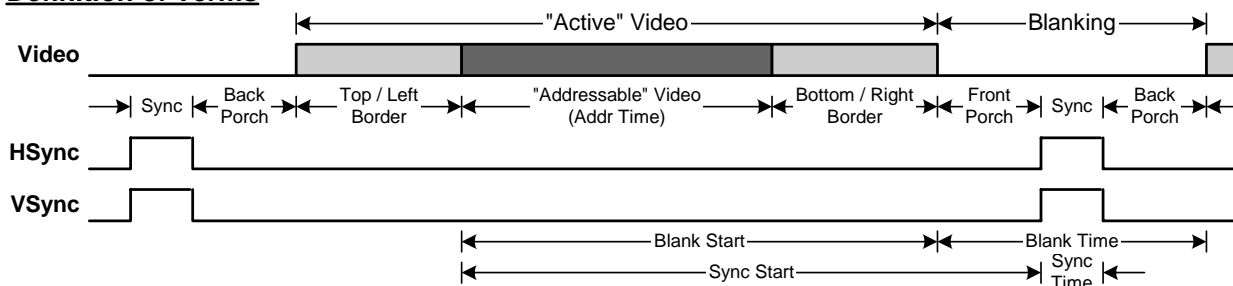 Definition of Terms
"Active" Video Blanking
Video
Sync Back Porch Top / Left Border "Addressable" Video (Addr Time) Bottom / Right Border Front Porch Sync Back Porch
HSync
VSync
Blank Start Blank Time
Sync Start Sync Time